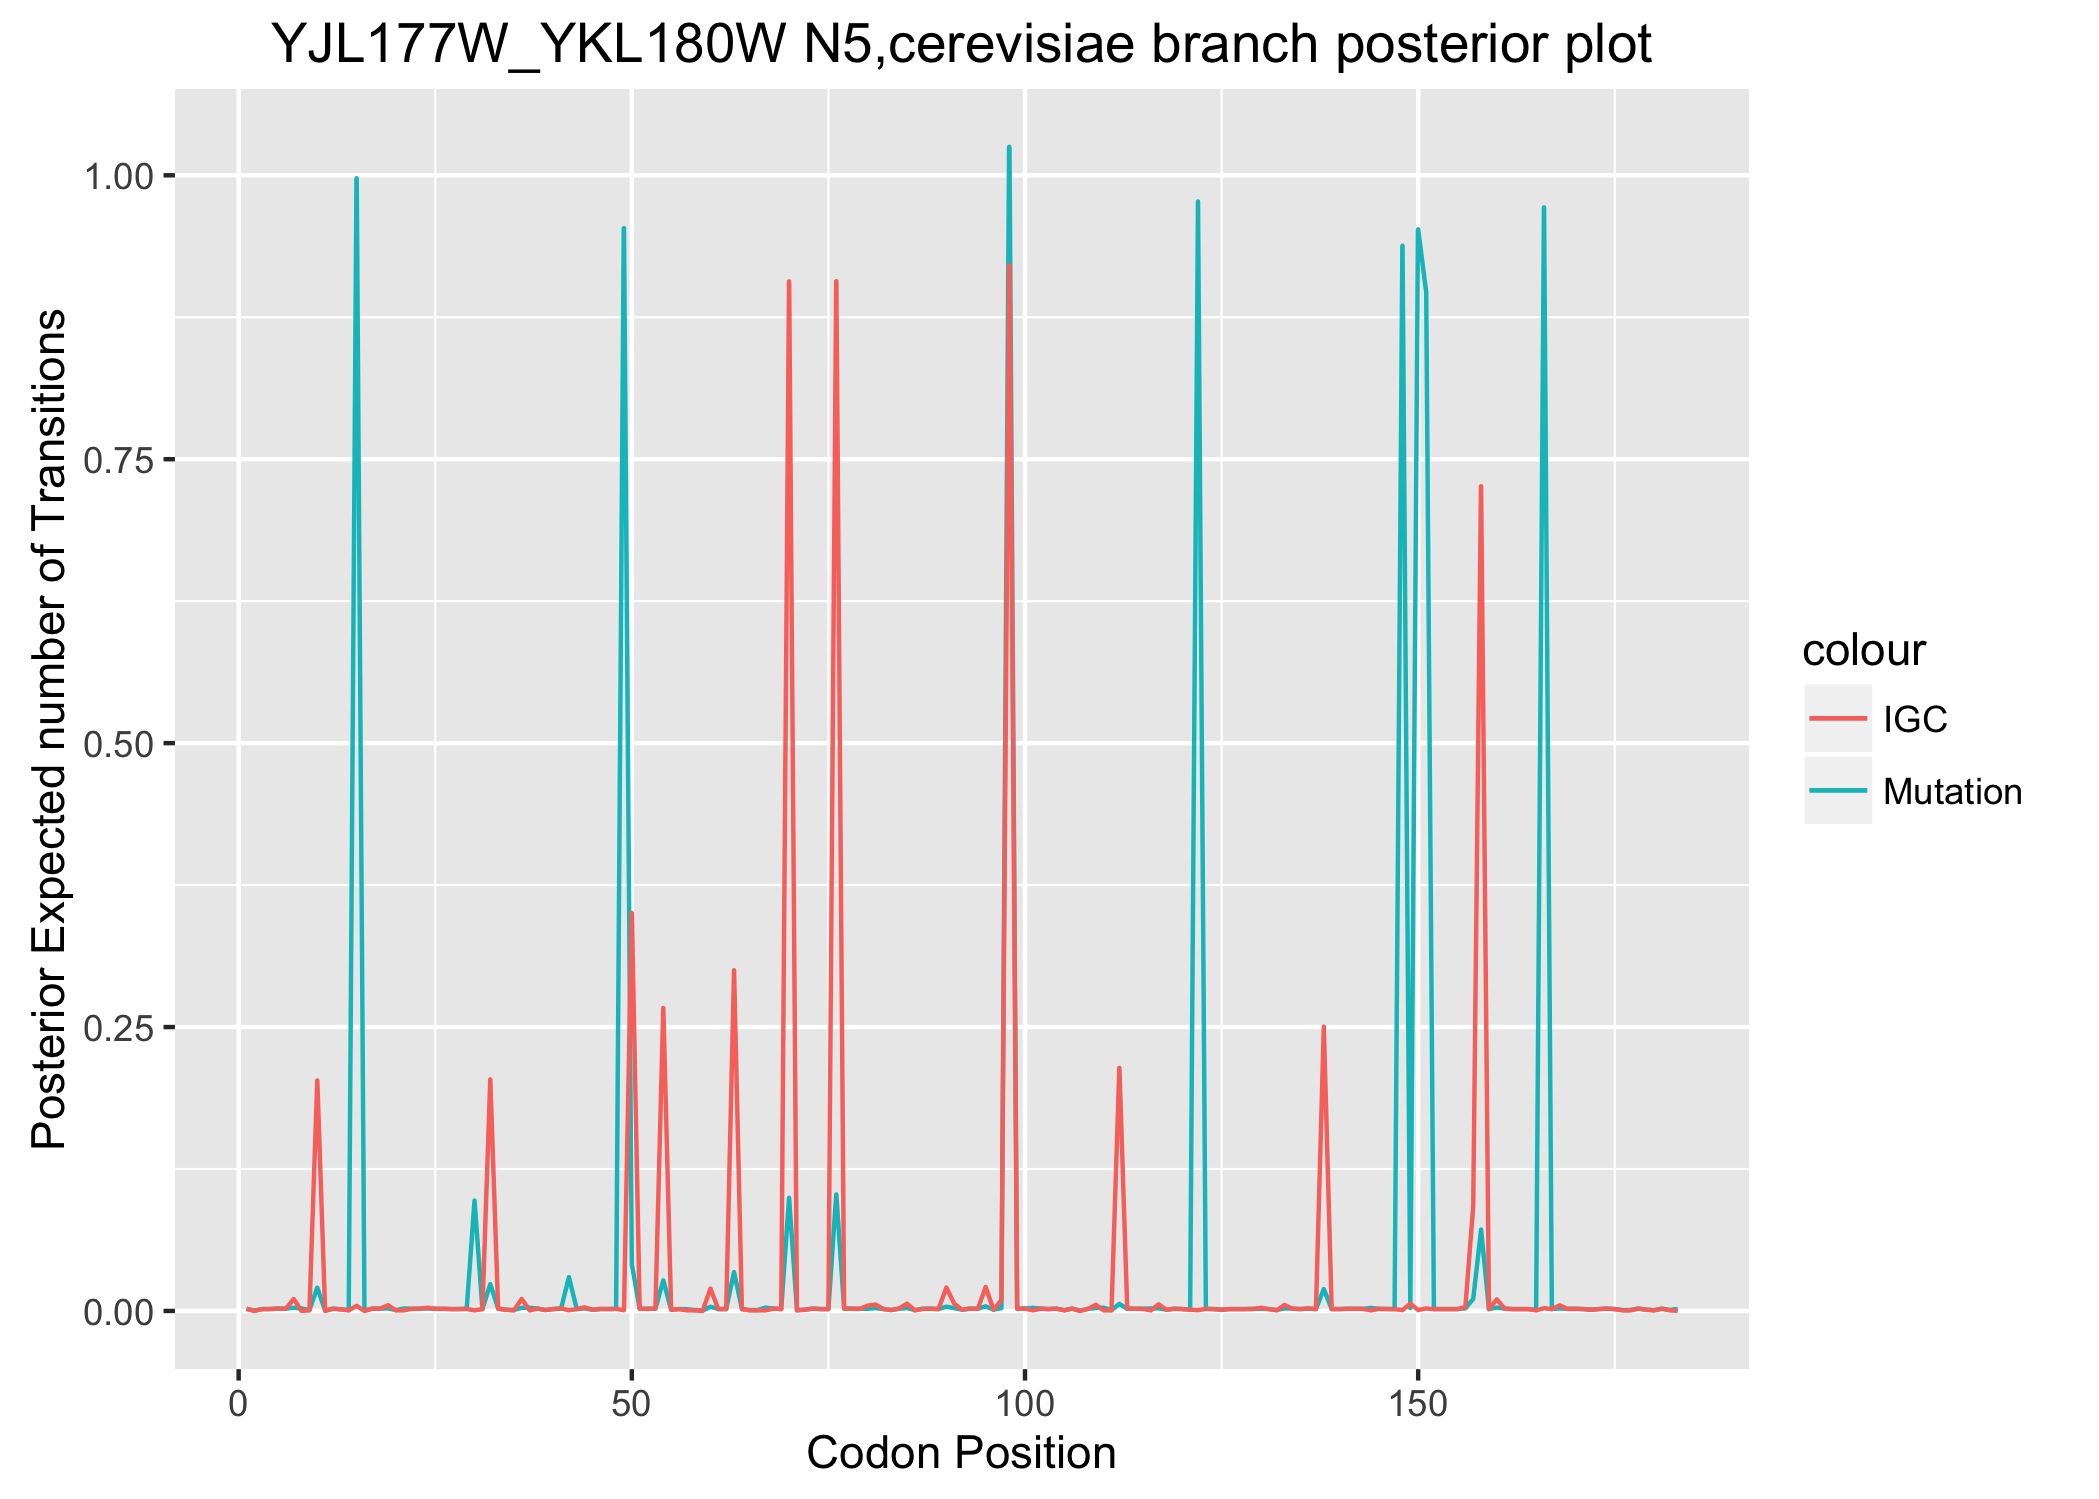 YJL177W_YKL180W N5,cerevisiae branch posterior plot
Posterior Expected number of Transitions
1.00
0.75
0.50
0.25
0.00
0
50
100
150
Codon Position
colour
IGC
Mutation